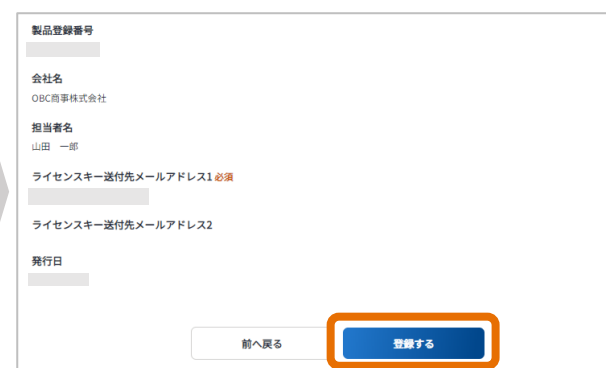 製品登録番号
会社名
OBC商事株式会社
担当者名
山田　一郎
ライセンスキー送付先メールアドレス1 必須
ライセンスキー送付先メールアドレス2
発行日
前へ戻る
登録する